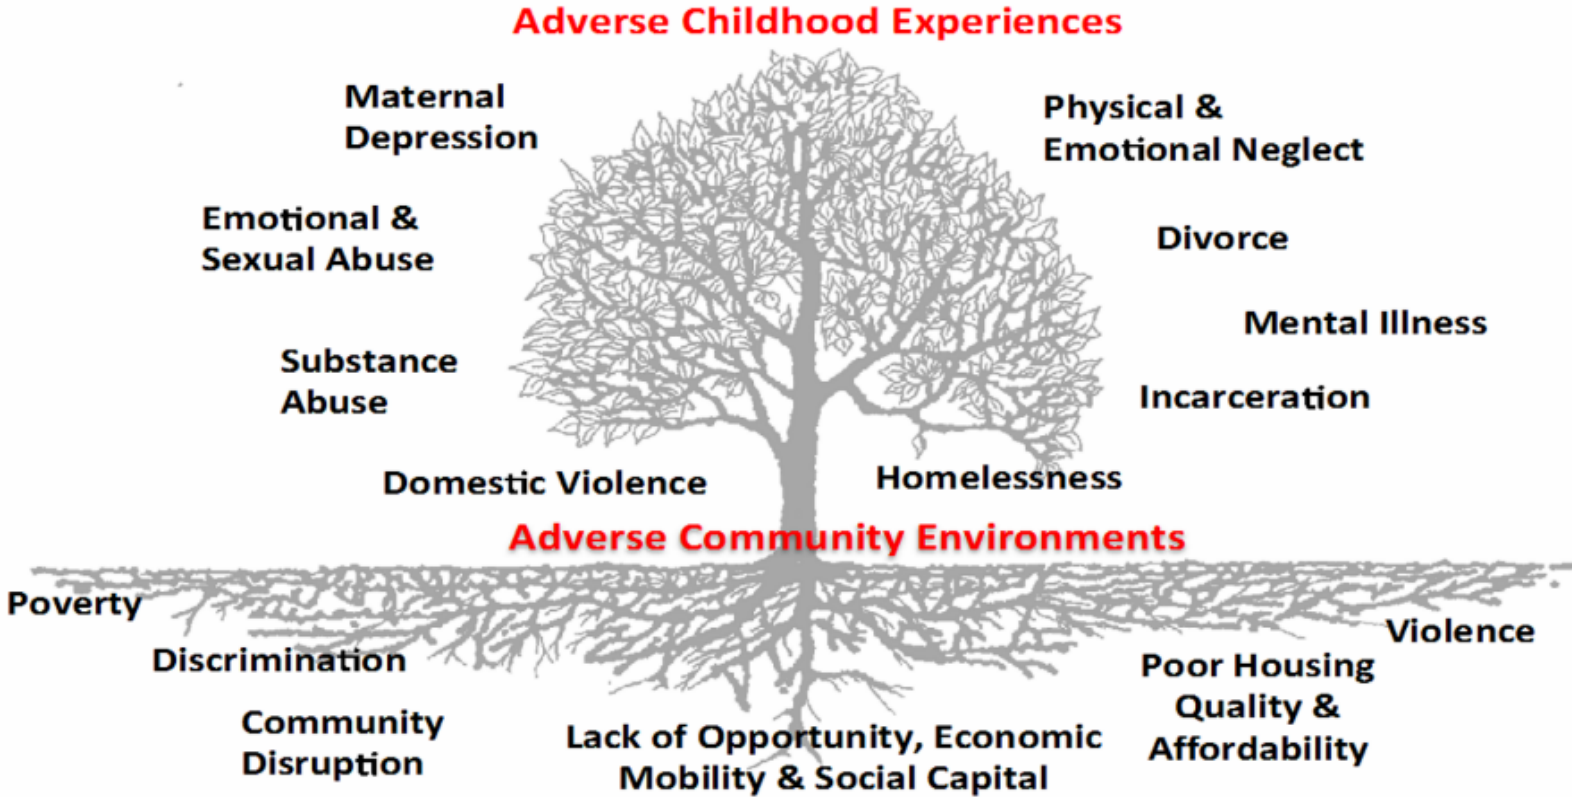 Adverse Childhood Experiences
Maternal
Depression
Physical &
Emotional Neglect
Emotional &
Sexual Abuse
Divorce
Mental Illness
Substance
Abuse
Incarceration
Domestic Violence
Homelessness
Adverse Community Environments
Poverty
Violence
Discrimination
Poor Housing
Quality &
Affordability
Community
Disruption
Lack of Opportunity, Economic
Mobility & Social Capital